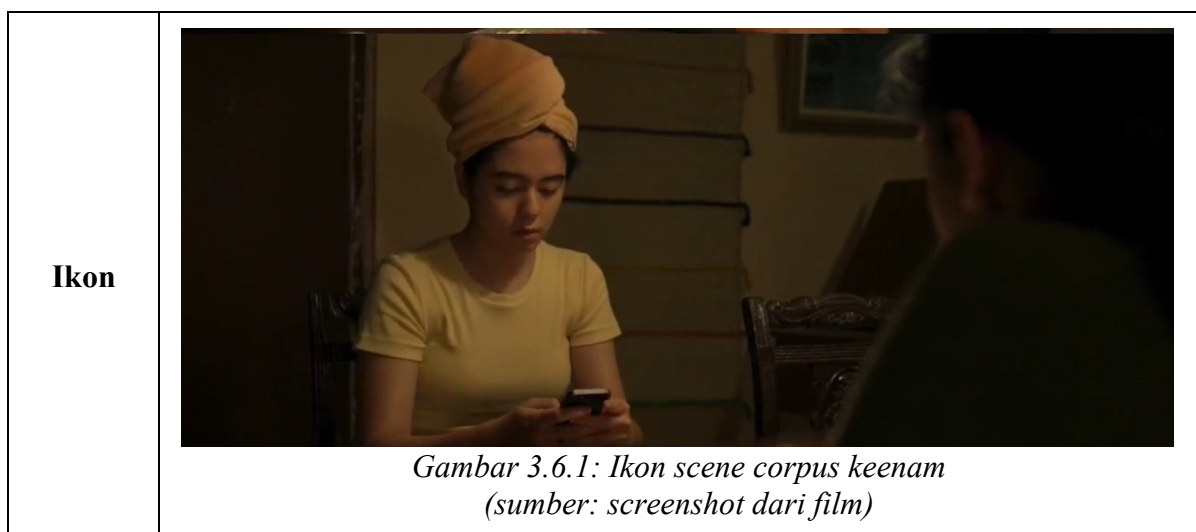 Ikon
Gambar 3.6.1: Ikon scene corpus keenam
(sumber: screenshot dari film)